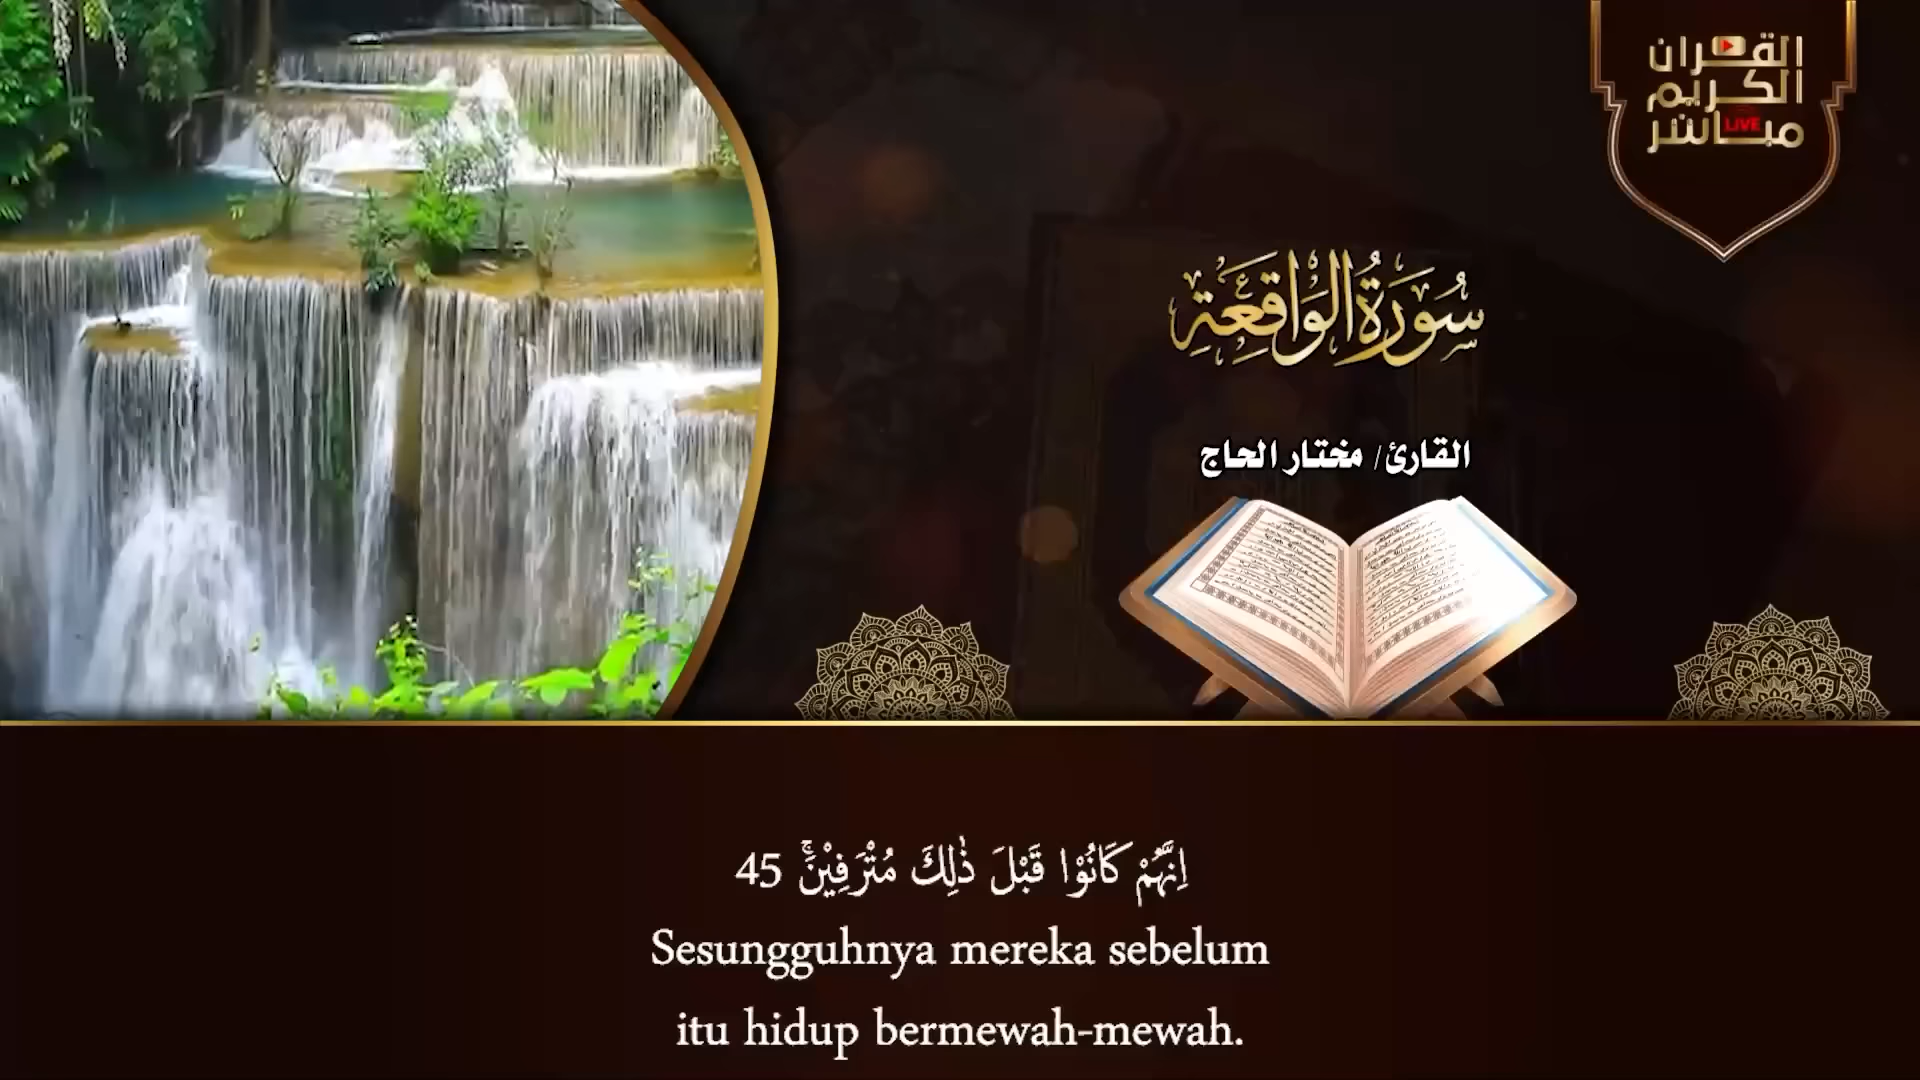 القرآن
الكريم
مباشر
LIVE
سُورَةُ الوَاقِعَةِ
القارئ/ مختار الحاج
اِنَّهُمْ كَانُوْا قَبْلَ ذٰلِكَ مُتْرَفِيْنَۚ 45
Sesungguhnya mereka sebelum
itu hidup bermewah-mewah.